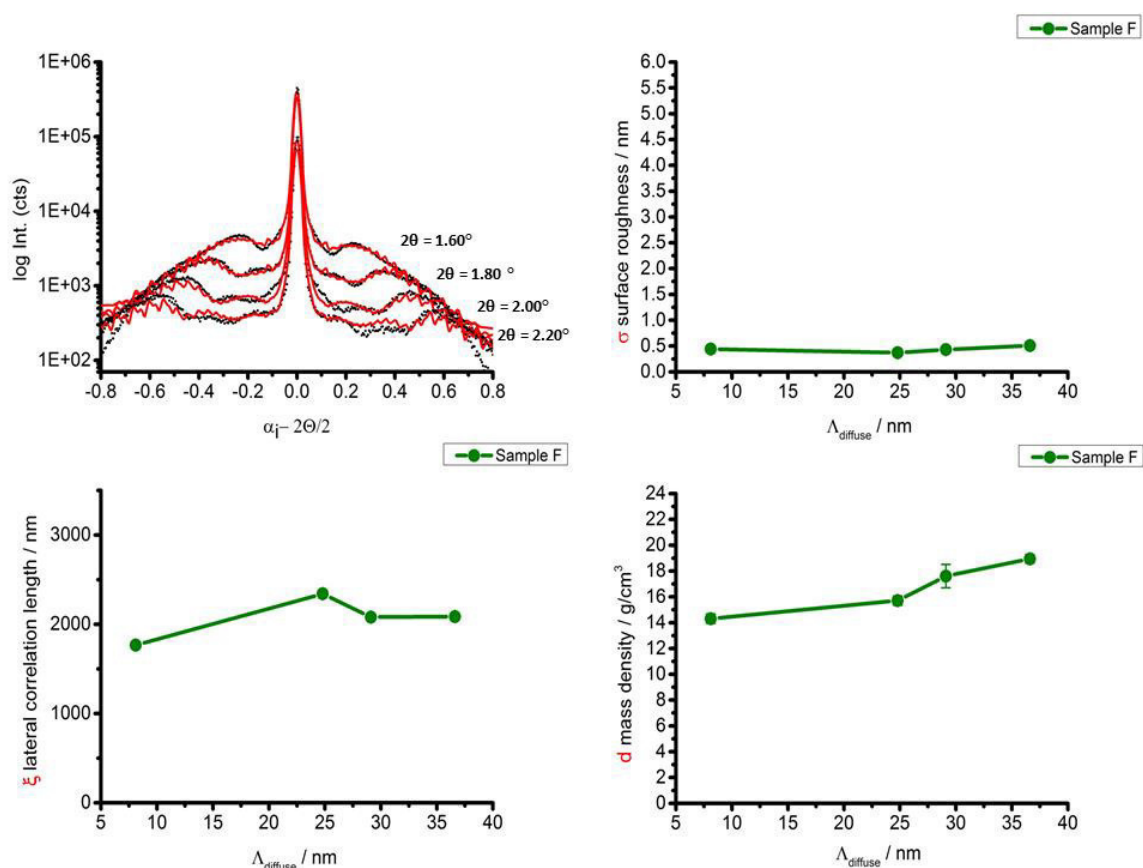 1E+06
1E+05
1E+04
1E+03
1E+02
log Int. (cts)
2θ = 1.60°
2θ = 1.80 °
2θ = 2.00°
2θ = 2.20°
-0.8 -0.6 -0.4 -0.2 0.0 0.2 0.4 0.6 0.8
αi– 2Θ/2
Sample F
6.0
5.5
5.0
4.5
4.0
3.5
3.0
2.5
2.0
1.5
1.0
0.5
0.0
σ surface roughness / nm
5 10 15 20 25 30 35 40
Λdiffuse / nm
Sample F
3000
2000
1000
0
ξ lateral correlation length / nm
5 10 15 20 25 30 35 40
Λdiffuse / nm
Sample F
24
22
20
18
16
14
12
10
8
6
4
2
0
d mass density / g/cm³
5 10 15 20 25 30 35 40
Λdiffuse / nm